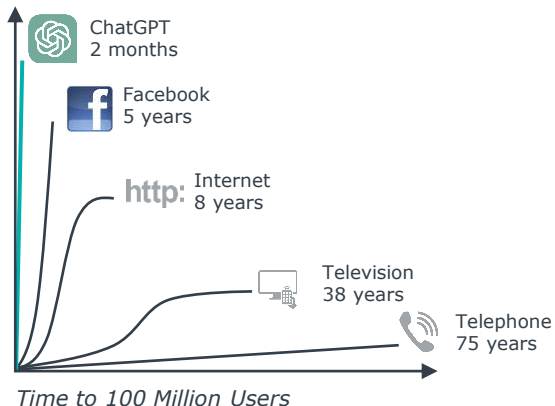 ChatGPT
2 months
f
Facebook
5 years
http:
Internet
8 years
Television
38 years
Telephone
75 years
Time to 100 Million Users